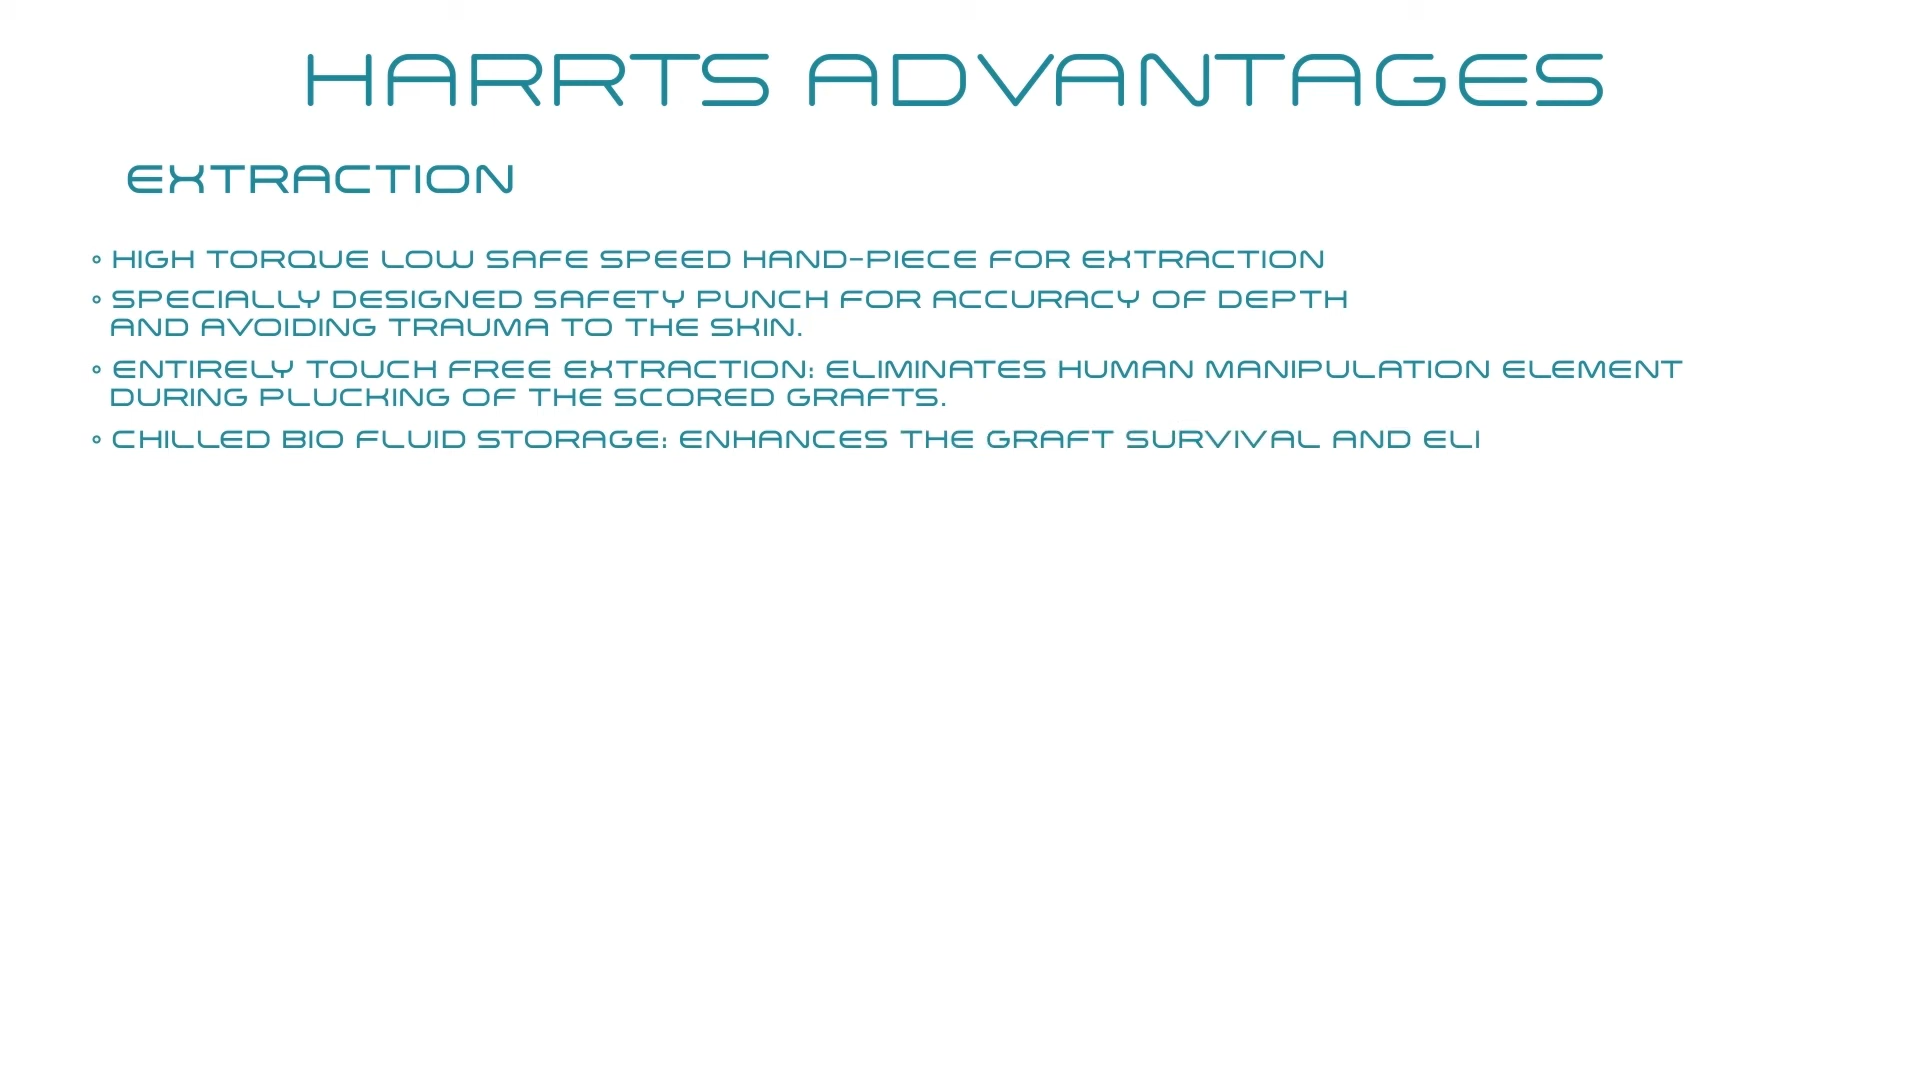 HARRTS ADVANTAGES
EXTRACTION
◦ HIGH TORQUE LOW SAFE SPEED HAND-PIECE FOR EXTRACTION
◦ SPECIALLY DESIGNED SAFETY PUNCH FOR ACCURACY OF DEPTH
AND AVOIDING TRAUMA TO THE SKIN.
◦ ENTIRELY TOUCH FREE EXTRACTION: ELIMINATES HUMAN MANIPULATION ELEMENT
DURING PLUCKING OF THE SCORED GRAFTS.
◦ CHILLED BIO FLUID STORAGE: ENHANCES THE GRAFT SURVIVAL AND ELI